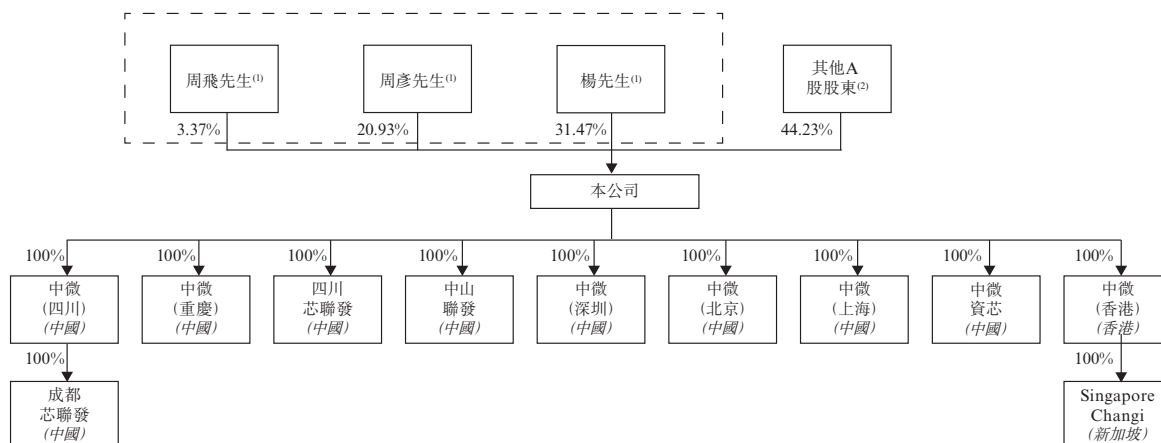 周飛先生(1)
周彥先生(1)
楊先生(1)
其他A
股股東(2)
3.37%
20.93%
31.47%
44.23%
本公司
100%
100%
100%
100%
100%
100%
100%
100%
100%
中微
(四川)
(中國)
中微
(重慶)
(中國)
四川
芯聯發
(中國)
中山
聯發
(中國)
中微
(深圳)
(中國)
中微
(北京)
(中國)
中微
(上海)
(中國)
中微
資芯
(中國)
中微
(香港)
(香港)
100%
100%
成都
芯聯發
(中國)
Singapore
Changi
(新加坡)